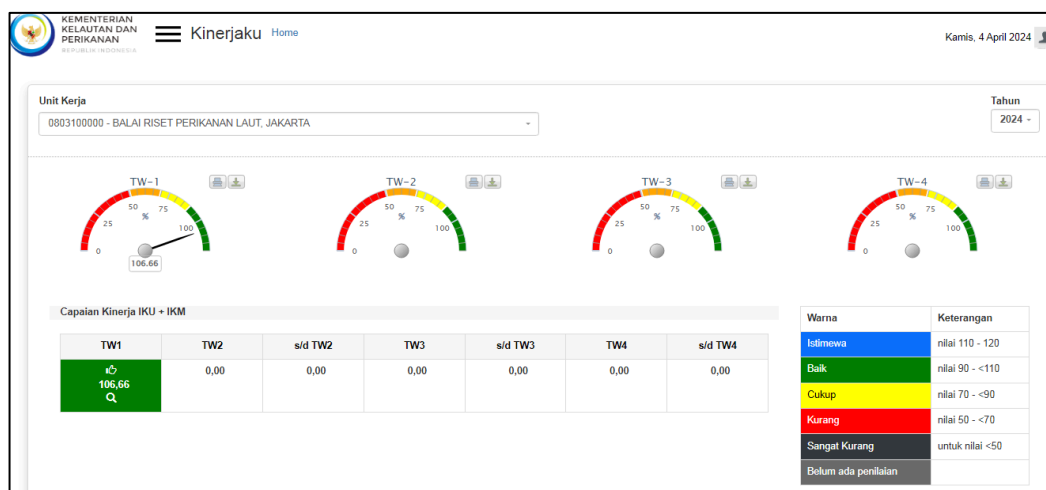 KEMENTERIAN
KELAUTAN DAN
PERIKANAN
REPUBLIK INDONESIA
Kinerjaku Home
Kamis, 4 April 2024
Unit Kerja
Tahun
0803100000 - BALAI RISET PERIKANAN LAUT, JAKARTA
2024
TW-1
0
25
50
75
100
%
106.66
TW-2
0
25
50
75
100
%
TW-3
0
25
50
75
100
%
TW-4
0
25
50
75
100
%
Capaian Kinerja IKU + IKM
TW1 TW2 s/d TW2 TW3 s/d TW3 TW4 s/d TW4
106,66 0,00 0,00 0,00 0,00 0,00 0,00
Warna Keterangan
Istimewa nilai 110 - 120
Baik nilai 90 - <110
Cukup nilai 70 - <90
Kurang nilai 50 - <70
Sangat Kurang untuk nilai <50
Belum ada penilaian